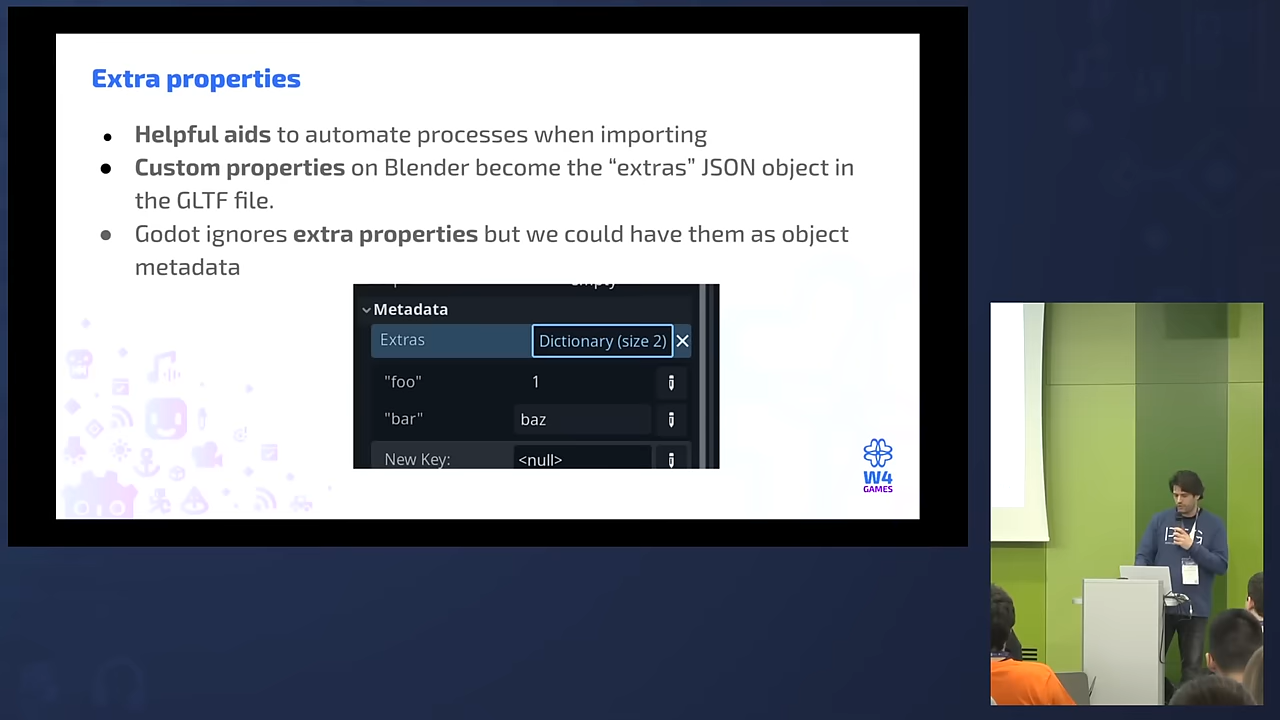 Extra properties
● Helpful aids to automate processes when importing
● Custom properties on Blender become the “extras” JSON object in
the GLTF file.
● Godot ignores extra properties but we could have them as object
metadata
Metadata
Extras Dictionary (size 2)
"foo" 1
"bar" baz
New Key: <null>
W4
GAMES